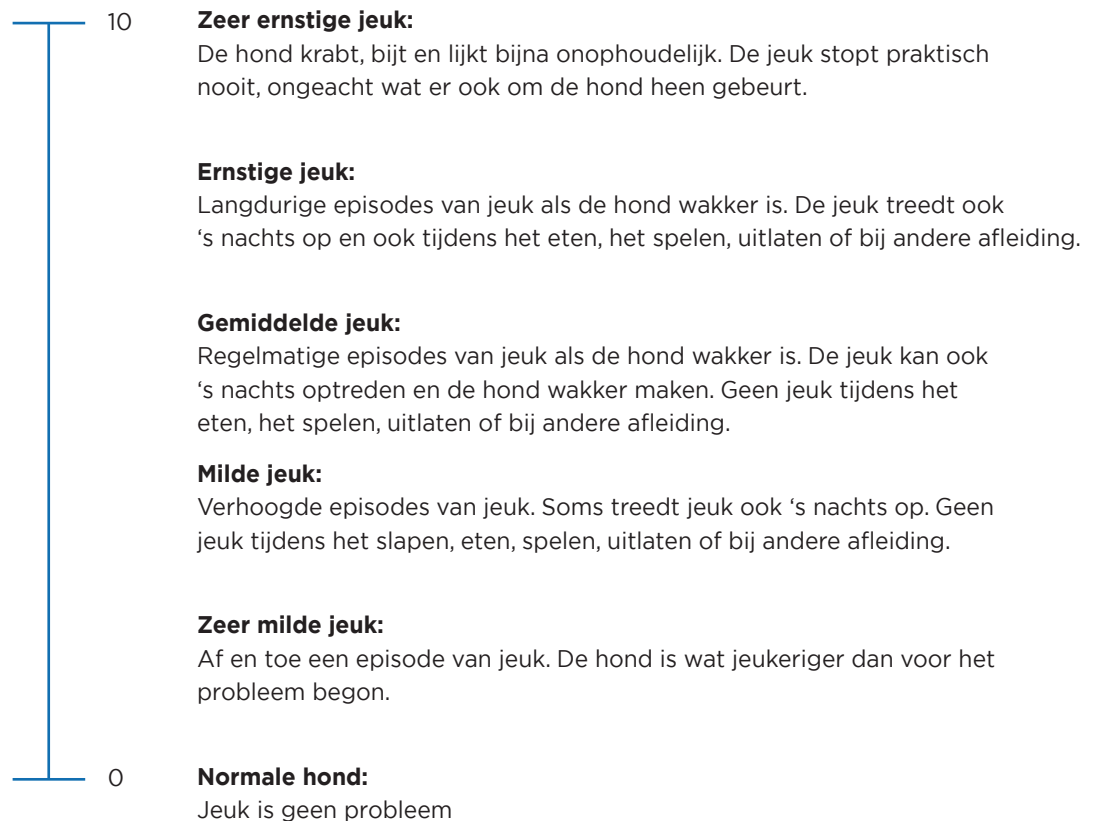 10 Zeer ernstige jeuk:
De hond krabt, bijt en lijkt bijna onophoudelijk. De jeuk stopt praktisch
nooit, ongeacht wat er ook om de hond heen gebeurt.
Ernstige jeuk:
Langdurige episodes van jeuk als de hond wakker is. De jeuk treedt ook
‘s nachts op en ook tijdens het eten, het spelen, uitlaten of bij andere afleiding.
Gemiddelde jeuk:
Regelmatige episodes van jeuk als de hond wakker is. De jeuk kan ook
‘s nachts optreden en de hond wakker maken. Geen jeuk tijdens het
eten, het spelen, uitlaten of bij andere afleiding.
Milde jeuk:
Verhoogde episodes van jeuk. Soms treedt jeuk ook ‘s nachts op. Geen
jeuk tijdens het slapen, eten, spelen, uitlaten of bij andere afleiding.
Zeer milde jeuk:
Af en toe een episode van jeuk. De hond is wat jeukeriger dan voor het
probleem begon.
0 Normale hond:
Jeuk is geen probleem